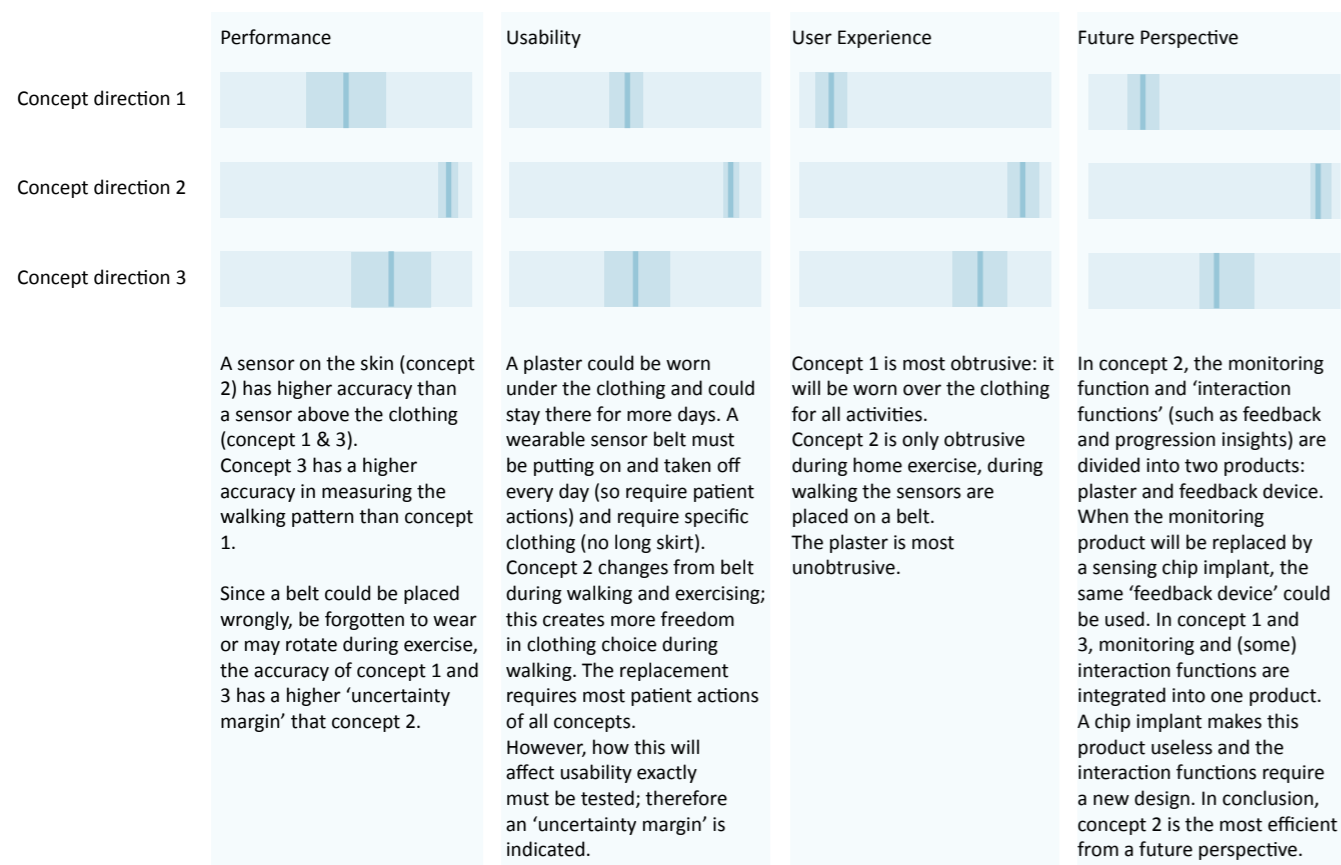 Performance
Usability
User Experience
Future Perspective
Concept direction 1
Concept direction 2
Concept direction 3
A sensor on the skin (concept
2) has higher accuracy than
a sensor above the clothing
(concept 1 & 3).
Concept 3 has a higher
accuracy in measuring the
walking pattern than concept
1.
Since a belt could be placed
wrongly, be forgotten to wear
or may rotate during exercise,
the accuracy of concept 1 and
3 has a higher ‘uncertainty
margin’ that concept 2.
A plaster could be worn
under the clothing and could
stay there for more days. A
wearable sensor belt must
be putting on and taken off
every day (so require patient
actions) and require specific
clothing (no long skirt).
Concept 2 changes from belt
during walking and exercising;
this creates more freedom
in clothing choice during
walking. The replacement
requires most patient actions
of all concepts.
However, how this will
affect usability exactly
must be tested; therefore
an ‘uncertainty margin’ is
indicated.
Concept 1 is most obtrusive: it
will be worn over the clothing
for all activities.
Concept 2 is only obtrusive
during home exercise, during
walking the sensors are
placed on a belt.
The plaster is most
unobtrusive.
In concept 2, the monitoring
function and ‘interaction
functions’ (such as feedback
and progression insights) are
divided into two products:
plaster and feedback device.
When the monitoring
product will be replaced by
a sensing chip implant, the
same ‘feedback device’ could
be used. In concept 1 and
3, monitoring and (some)
interaction functions are
integrated into one product.
A chip implant makes this
product useless and the
interaction functions require
a new design. In conclusion,
concept 2 is the most efficient
from a future perspective.